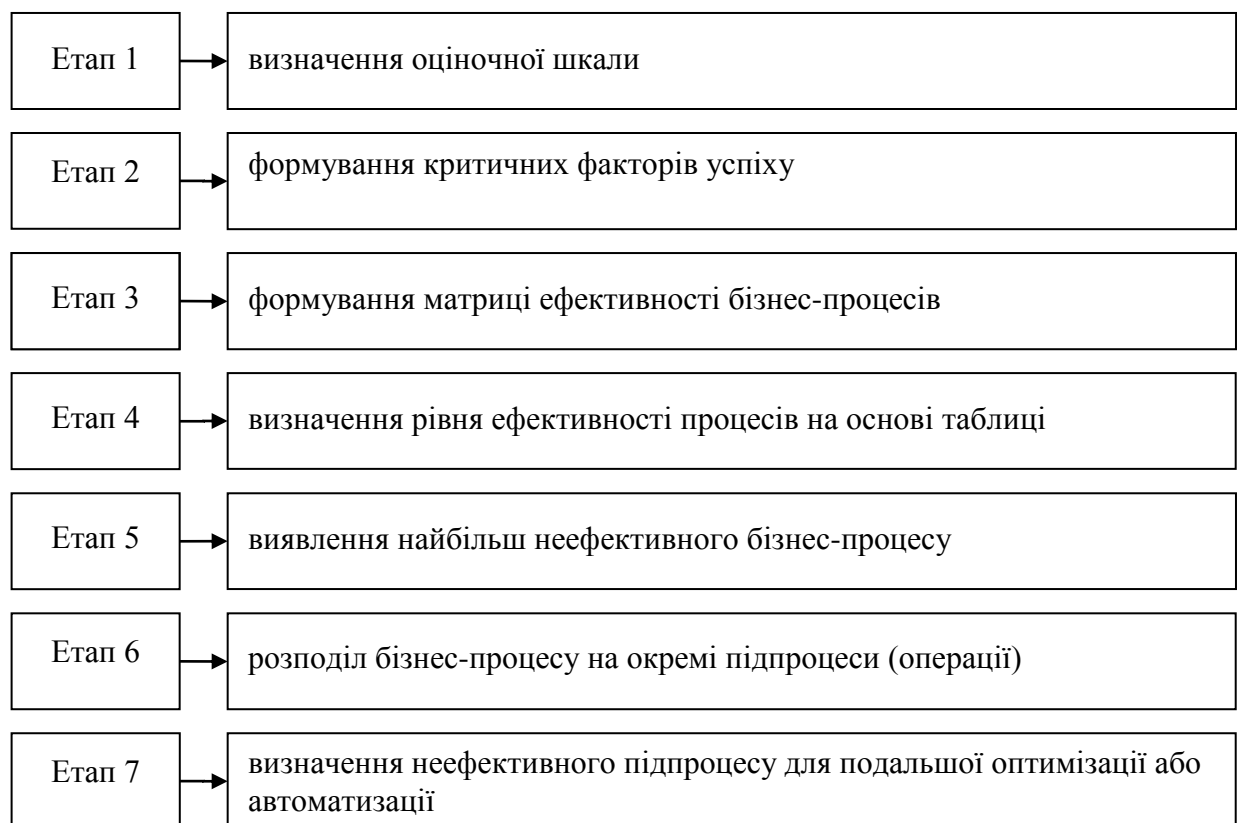 Етап 1
визначення оціночної шкали
Етап 2
формування критичних факторів успіху
Етап 3
формування матриці ефективності бізнес-процесів
Етап 4
визначення рівня ефективності процесів на основі таблиці
Етап 5
виявлення найбільш неефективного бізнес-процесу
Етап 6
розподіл бізнес-процесу на окремі підпроцеси (операції)
Етап 7
визначення неефективного підпроцесу для подальшої оптимізації або
автоматизації